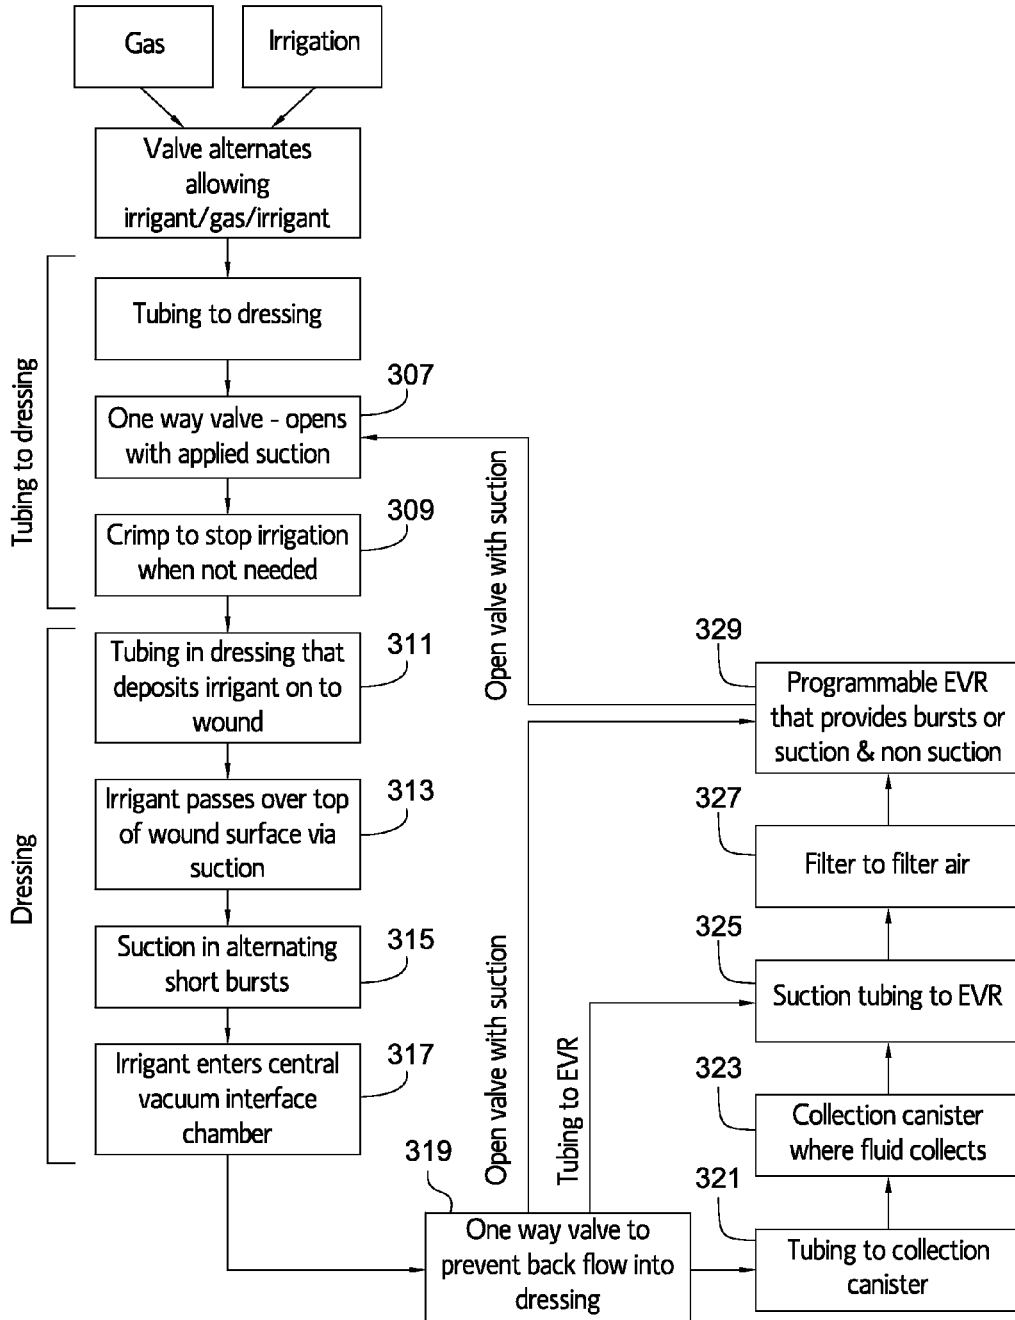 Gas
Irrigation
Valve alternates
allowing
irrigant/gas/irrigant
Tubing to dressing
Tubing to dressing
307
One way valve - opens
with applied suction
309
Crimp to stop irrigation
when not needed
Dressing
311
Tubing in dressing that
deposits irrigant on to
wound
313
Irrigant passes over top
of wound surface via
suction
315
Suction in alternating
short bursts
317
Irrigant enters central
vacuum interface
chamber
319
One way valve to
prevent back flow into
dressing
Open valve with suction
Open valve with suction
Tubing to EVR
329
Programmable EVR
that provides bursts or
suction & non suction
327
Filter to filter air
325
Suction tubing to EVR
323
Collection canister
where fluid collects
321
Tubing to collection
canister